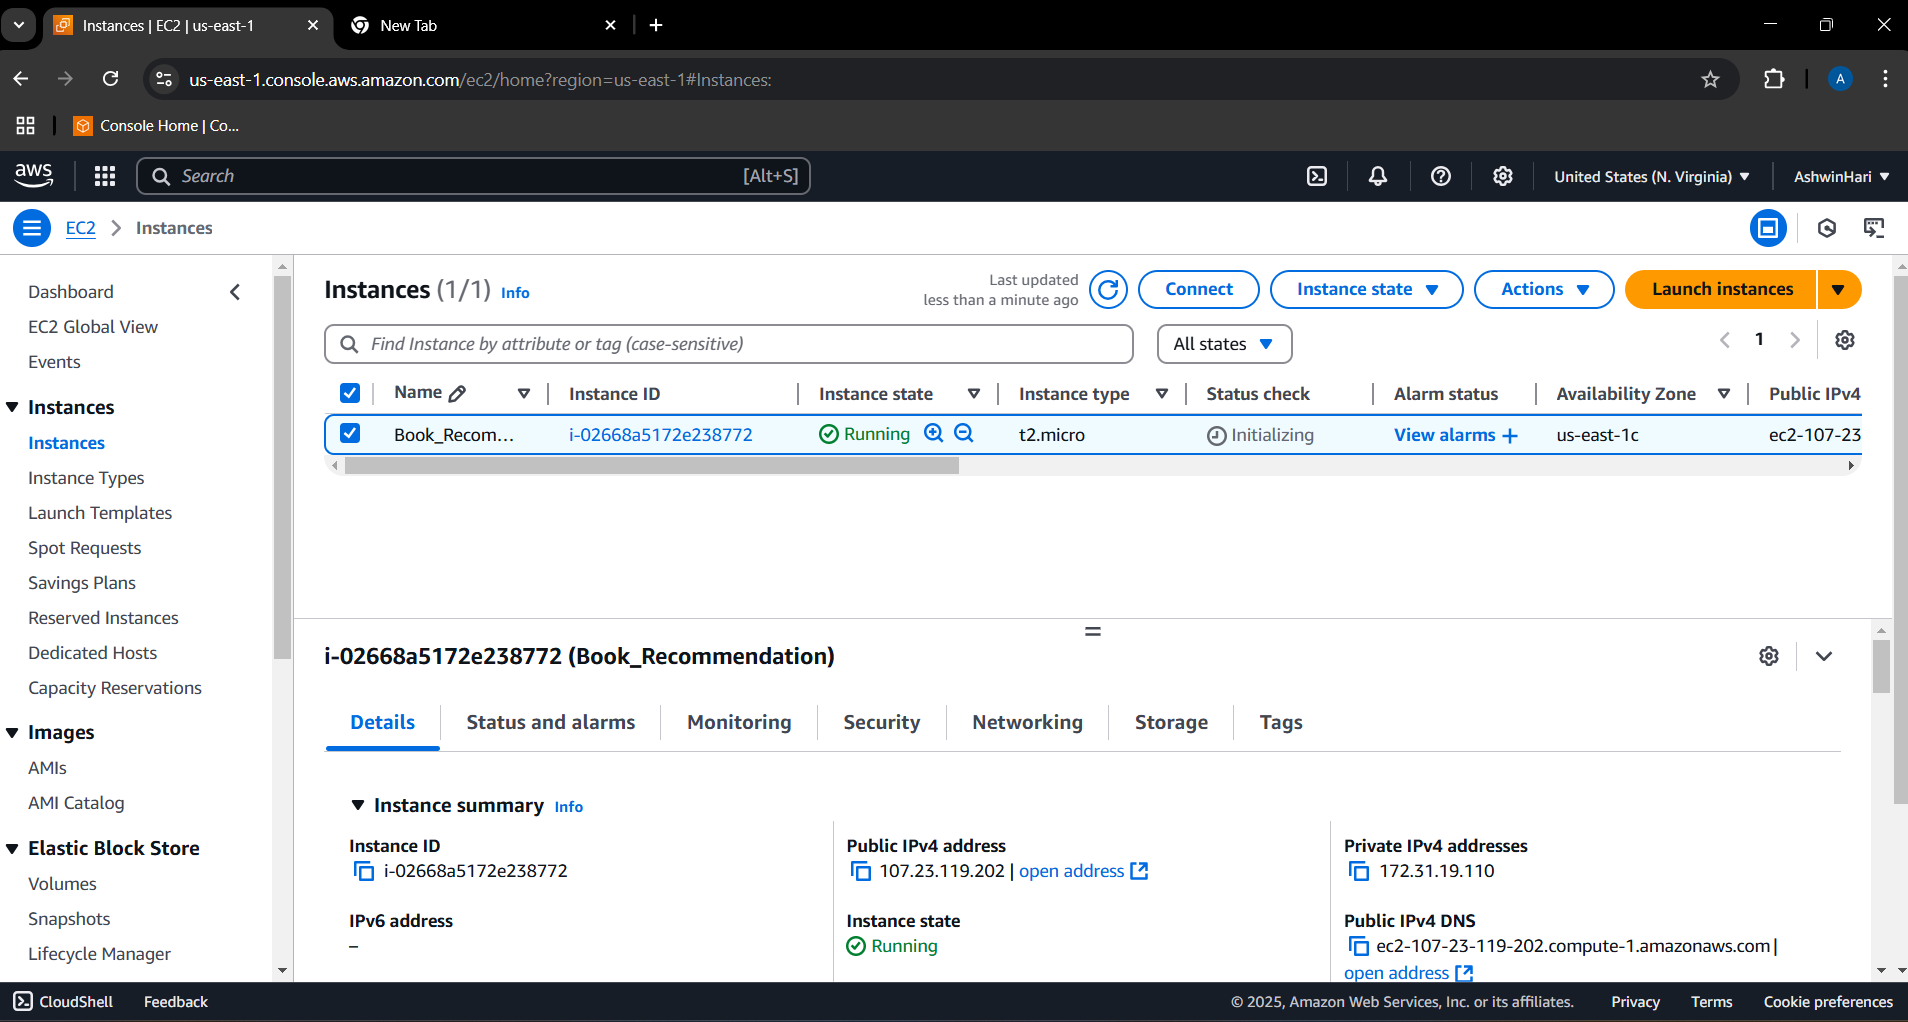 Instances | EC2 | us-east-1
New Tab
us-east-1.console.aws.amazon.com/ec2/home?region=us-east-1#Instances:
A
Console Home | Co...
aws
Search
[Alt+S]
United States (N. Virginia)
AshwinHari
EC2
Instances
Dashboard
EC2 Global View
Events
Instances
Instances
Instance Types
Launch Templates
Spot Requests
Savings Plans
Reserved Instances
Dedicated Hosts
Capacity Reservations
Images
AMIs
AMI Catalog
Elastic Block Store
Volumes
Snapshots
Lifecycle Manager
Instances (1/1) Info
Last updated
less than a minute ago
Connect
Instance state
Actions
Launch instances
Find Instance by attribute or tag (case-sensitive)
All states
1
Name
Instance ID
Instance state
Instance type
Status check
Alarm status
Availability Zone
Public IPv4
Book_Recom...
i-02668a5172e238772
Running
t2.micro
Initializing
View alarms +
us-east-1c
ec2-107-23
i-02668a5172e238772 (Book_Recommendation)
Details
Status and alarms
Monitoring
Security
Networking
Storage
Tags
Instance summary Info
Instance ID
i-02668a5172e238772
Public IPv4 address
107.23.119.202 | open address
Private IPv4 addresses
172.31.19.110
IPv6 address
–
Instance state
Running
Public IPv4 DNS
ec2-107-23-119-202.compute-1.amazonaws.com |
open address
CloudShell
Feedback
© 2025, Amazon Web Services, Inc. or its affiliates.
Privacy
Terms
Cookie preferences